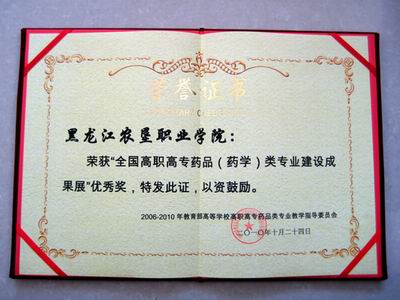 荣誉证书
黑龙江农垦职业学院：
荣获“全国高职高专药品（药学）类专业建设成
果展”优秀奖，特发此证，以资鼓励。
2006-2010年教育部高等学校高职高专药品类专业教学指导委员会
二〇一〇年十月二十四日